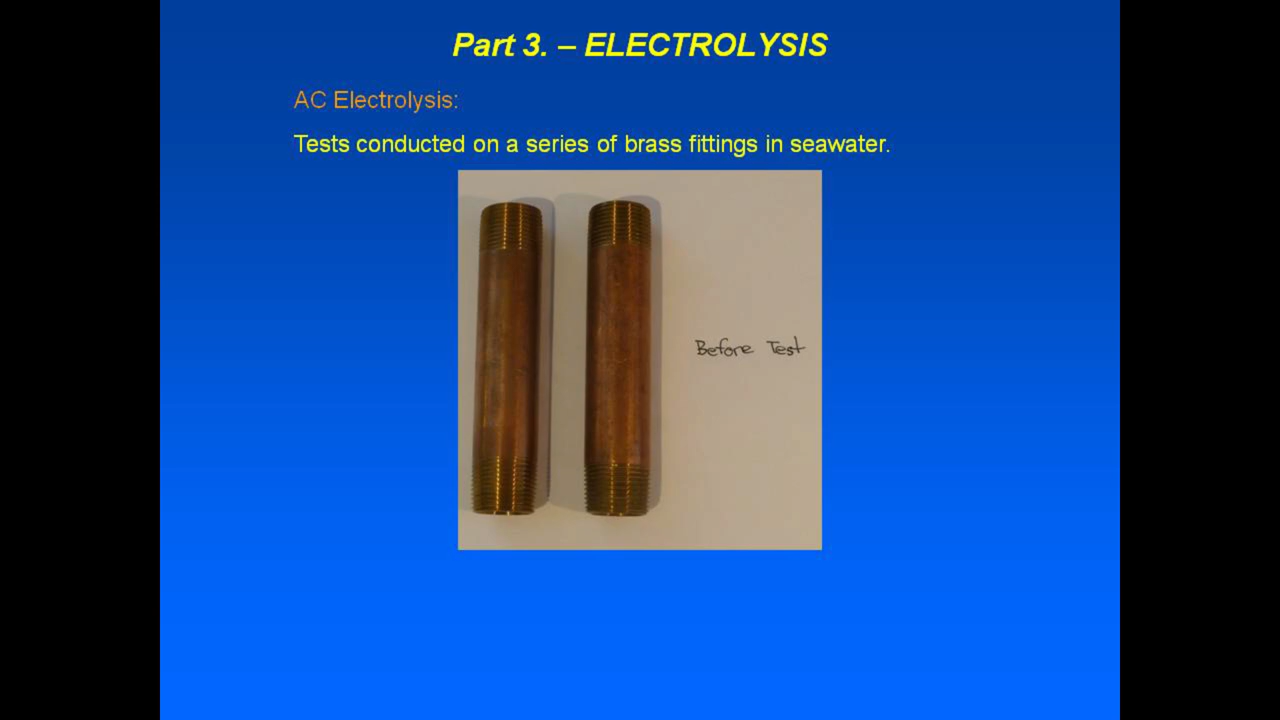 Part 3. – ELECTROLYSIS
AC Electrolysis:
Tests conducted on a series of brass fittings in seawater.
Before Test